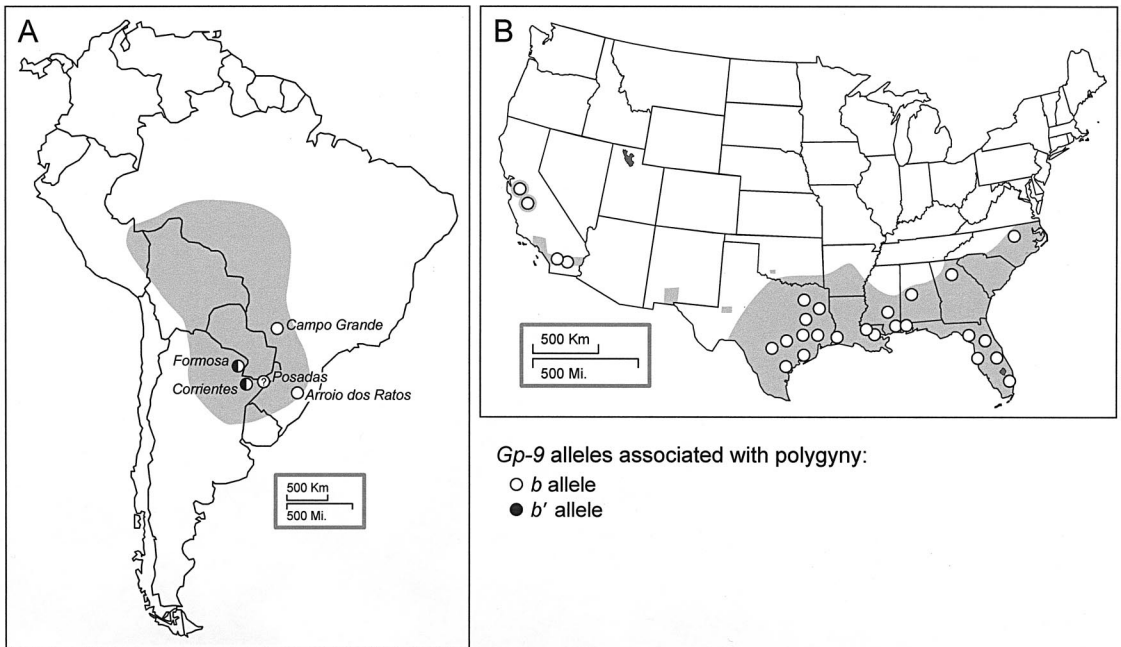 A
Campo Grande
Formosa
Posadas
?
Corrientes
Arroio dos Ratos
500 Km
500 Mi.
B
500 Km
500 Mi.
Gp-9 alleles associated with polygyny:
b allele
b′ allele